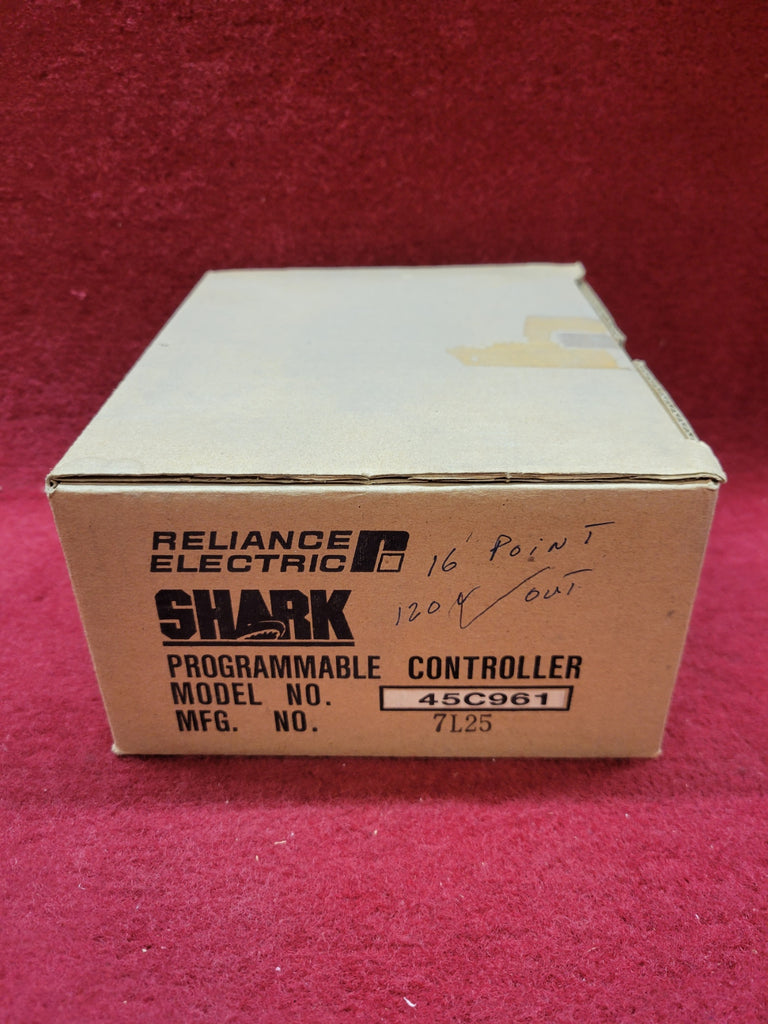 RELIANCE
ELECTRIC
16 POINT
120V OUT
SHARK
PROGRAMMABLE CONTROLLER
MODEL NO. 45C961
MFG. NO. 7L25